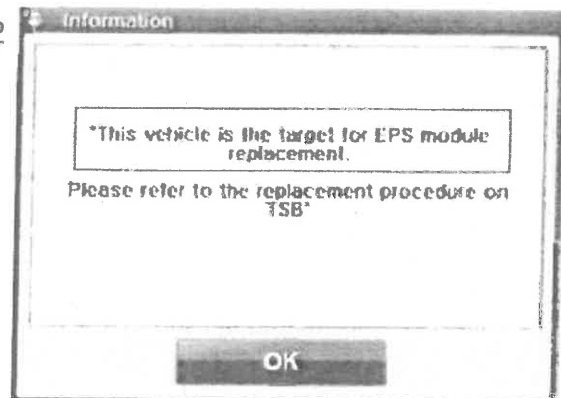 Information
"This vehicle is the target for EPS module
replacement.
Please refer to the replacement procedure on
TSB"
OK